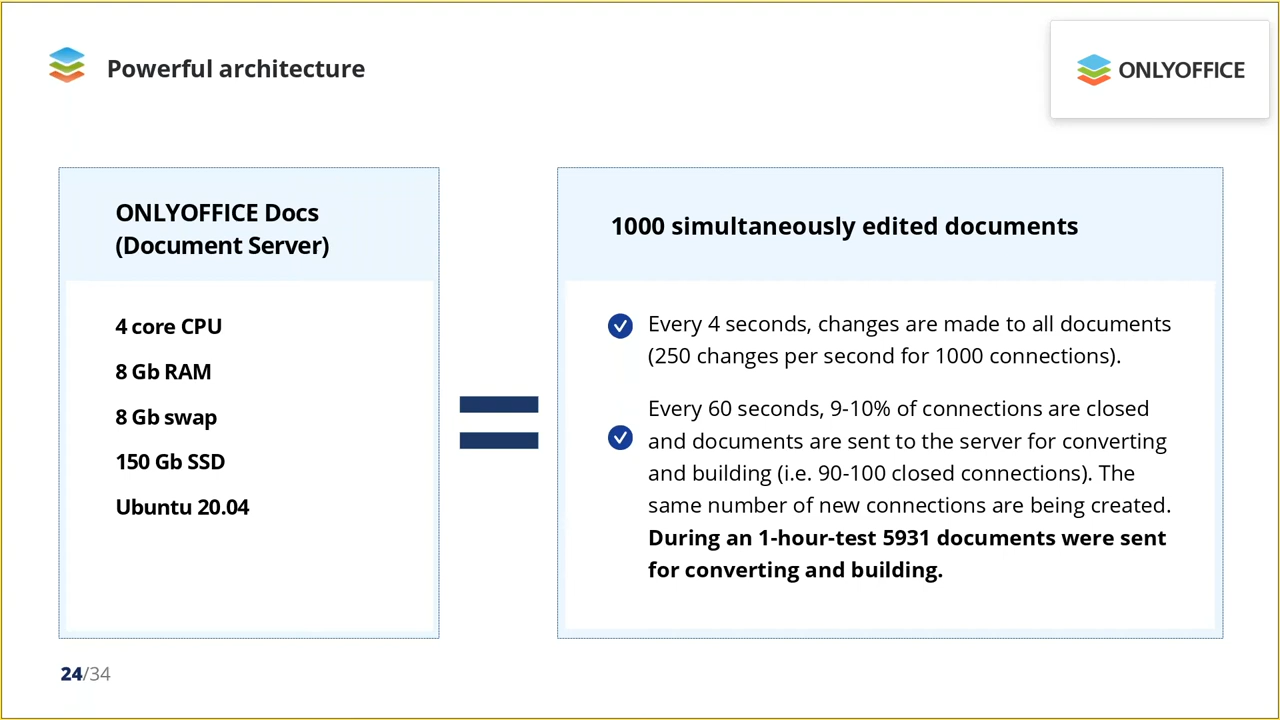 Powerful architecture
ONLYOFFICE
ONLYOFFICE Docs
(Document Server)
4 core CPU
8 Gb RAM
8 Gb swap
150 Gb SSD
Ubuntu 20.04
1000 simultaneously edited documents
Every 4 seconds, changes are made to all documents
(250 changes per second for 1000 connections).
Every 60 seconds, 9-10% of connections are closed
and documents are sent to the server for converting
and building (i.e. 90-100 closed connections). The
same number of new connections are being created.
During an 1-hour-test 5931 documents were sent
for converting and building.
24/34